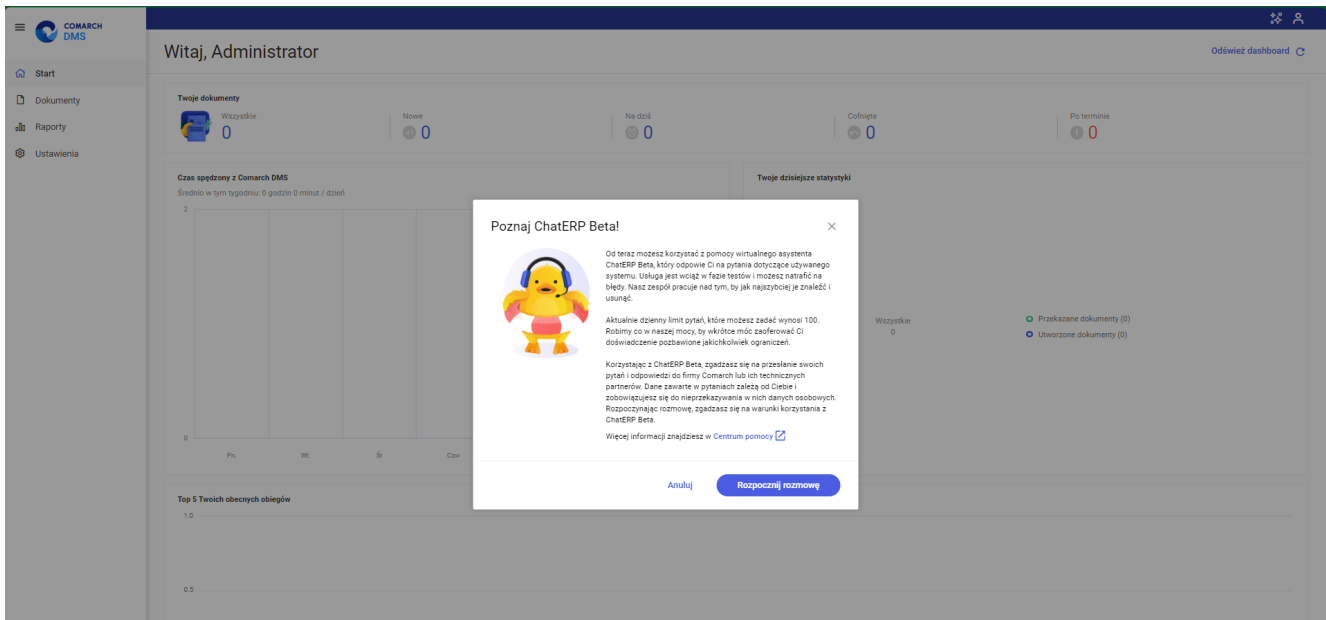 COMARCH
DMS
Start
Dokumenty
Raporty
Ustawienia
Witaj, Administrator
Odśwież dashboard
Twoje dokumenty
Wszystkie
0
Nowe
0
Na dziś
0
Cofnięte
0
Po terminie
0
Czas spędzony z Comarch DMS
Średnio w tym tygodniu: 0 godzin 0 minut / dzień
2
0
Pn.
Wt.
Śr
Czw
Twoje dzisiejsze statystyki
Wszystkie
0
Przekazane dokumenty (0)
Utworzone dokumenty (0)
Top 5 Twoich obecnych obiegów
1.0
0.5
Poznaj ChatERP Beta!
Od teraz możesz korzystać z pomocy wirtualnego asystenta
ChatERP Beta, który odpowie Ci na pytania dotyczące używanego
systemu. Usługa jest wciąż w fazie testów i możesz natrafić na
błędy. Nasz zespół pracuje nad tym, by jak najszybciej je znaleźć i
usunąć.
Aktualnie dzienny limit pytań, które możesz zadać wynosi 100.
Robimy co w naszej mocy, by wkrótce móc zaoferować Ci
doświadczenie pozbawione jakichkolwiek ograniczeń.
Korzystając z ChatERP Beta, zgadzasz się na przesłanie swoich
pytań i odpowiedzi do firmy Comarch lub ich technicznych
partnerów. Dane zawarte w pytaniach zależą od Ciebie i
zobowiązujesz się do nieprzekazywania w nich danych osobowych.
Rozpoczynając rozmowę, zgadzasz się na warunki korzystania z
ChatERP Beta.
Więcej informacji znajdziesz w Centrum pomocy
Anuluj
Rozpocznij rozmowę